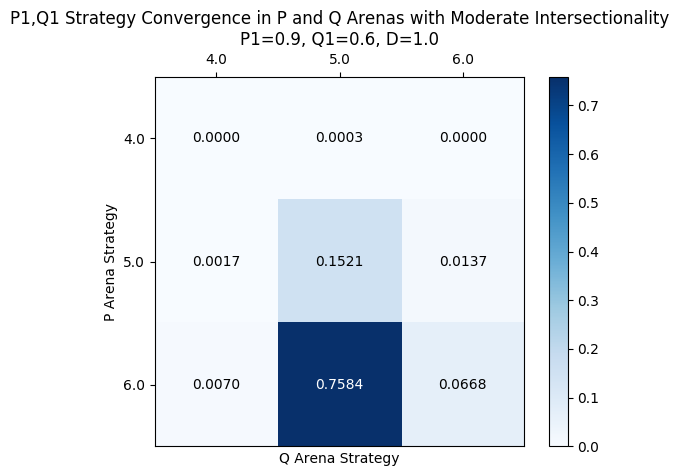 P1,Q1 Strategy Convergence in P and Q Arenas with Moderate Intersectionality
P1=0.9, Q1=0.6, D=1.0
4.0 5.0 6.0
4.0 0.0000 0.0003 0.0000
5.0 0.0017 0.1521 0.0137
6.0 0.0070 0.7584 0.0668
P Arena Strategy
Q Arena Strategy
0.7
0.6
0.5
0.4
0.3
0.2
0.1
0.0